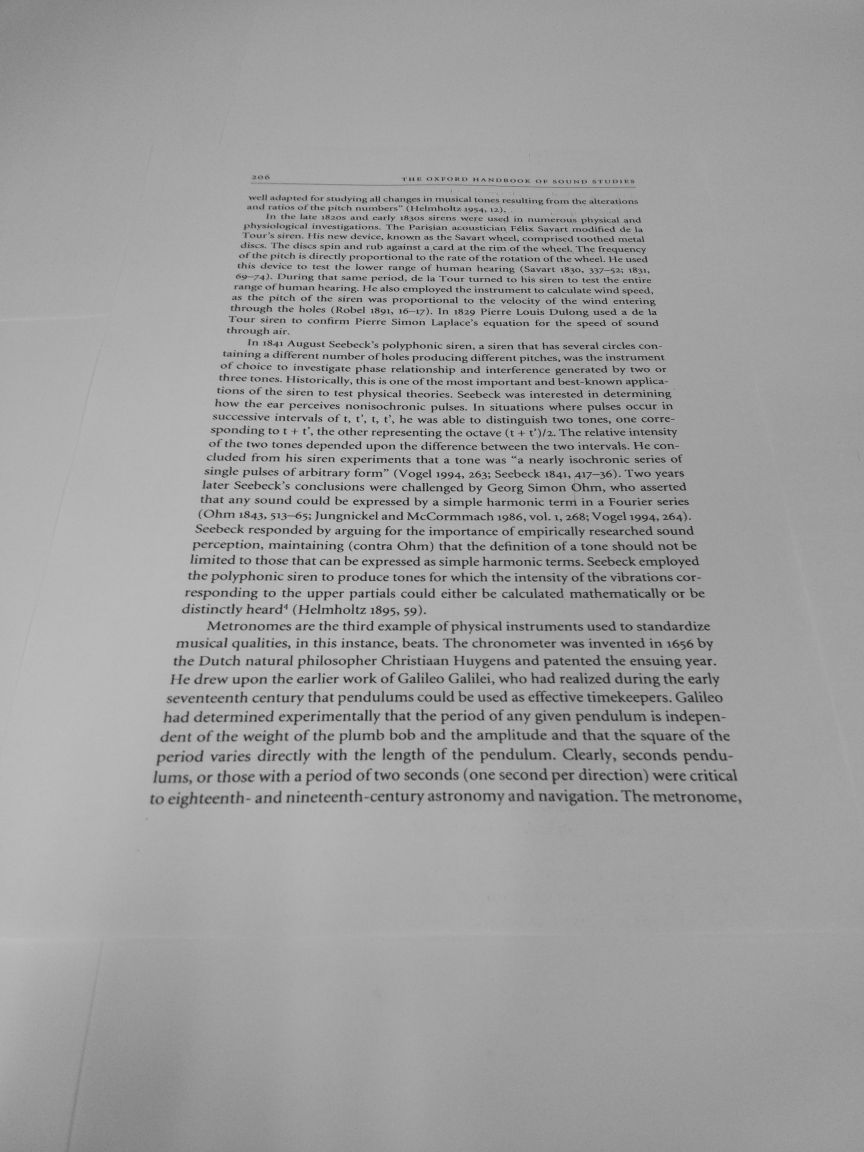 206 THE OXFORD HANDBOOK OF SOUND STUDIES
well adapted for studying all changes in musical tones resulting from the alterations
and ratios of the pitch numbers” (Helmholtz 1954, 12).
In the late 1820s and early 1830s sirens were used in numerous physical and
physiological investigations. The Parisian acoustician Félix Savart modified de la
Tour’s siren. His new device, known as the Savart wheel, comprised toothed metal
discs. The discs spin and rub against a card at the rim of the wheel. The frequency
of the pitch is directly proportional to the rate of the rotation of the wheel. He used
this device to test the lower range of human hearing (Savart 1830, 337–52; 1831,
69–74). During that same period, de la Tour turned to his siren to test the entire
range of human hearing. He also employed the instrument to calculate wind speed,
as the pitch of the siren was proportional to the velocity of the wind entering
through the holes (Robel 1891, 16–17). In 1829 Pierre Louis Dulong used a de la
Tour siren to confirm Pierre Simon Laplace’s equation for the speed of sound
through air.
In 1841 August Seebeck’s polyphonic siren, a siren that has several circles con-
taining a different number of holes producing different pitches, was the instrument
of choice to investigate phase relationship and interference generated by two or
three tones. Historically, this is one of the most important and best-known applica-
tions of the siren to test physical theories. Seebeck was interested in determining
how the ear perceives nonisochronic pulses. In situations where pulses occur in
successive intervals of t, t’, t, t’, he was able to distinguish two tones, one corre-
sponding to t + t’, the other representing the octave (t + t’)/2. The relative intensity
of the two tones depended upon the difference between the two intervals. He con-
cluded from his siren experiments that a tone was “a nearly isochronic series of
single pulses of arbitrary form” (Vogel 1994, 263; Seebeck 1841, 417–36). Two years
later Seebeck’s conclusions were challenged by Georg Simon Ohm, who asserted
that any sound could be expressed by a simple harmonic term in a Fourier series
(Ohm 1843, 513–65; Jungnickel and McCormmach 1986, vol. 1, 268; Vogel 1994, 264).
Seebeck responded by arguing for the importance of empirically researched sound
perception, maintaining (contra Ohm) that the definition of a tone should not be
limited to those that can be expressed as simple harmonic terms. Seebeck employed
the polyphonic siren to produce tones for which the intensity of the vibrations cor-
responding to the upper partials could either be calculated mathematically or be
distinctly heard⁴ (Helmholtz 1895, 59).
Metronomes are the third example of physical instruments used to standardize
musical qualities, in this instance, beats. The chronometer was invented in 1656 by
the Dutch natural philosopher Christiaan Huygens and patented the ensuing year.
He drew upon the earlier work of Galileo Galilei, who had realized during the early
seventeenth century that pendulums could be used as effective timekeepers. Galileo
had determined experimentally that the period of any given pendulum is indepen-
dent of the weight of the plumb bob and the amplitude and that the square of the
period varies directly with the length of the pendulum. Clearly, seconds pendu-
lums, or those with a period of two seconds (one second per direction) were critical
to eighteenth- and nineteenth-century astronomy and navigation. The metronome,